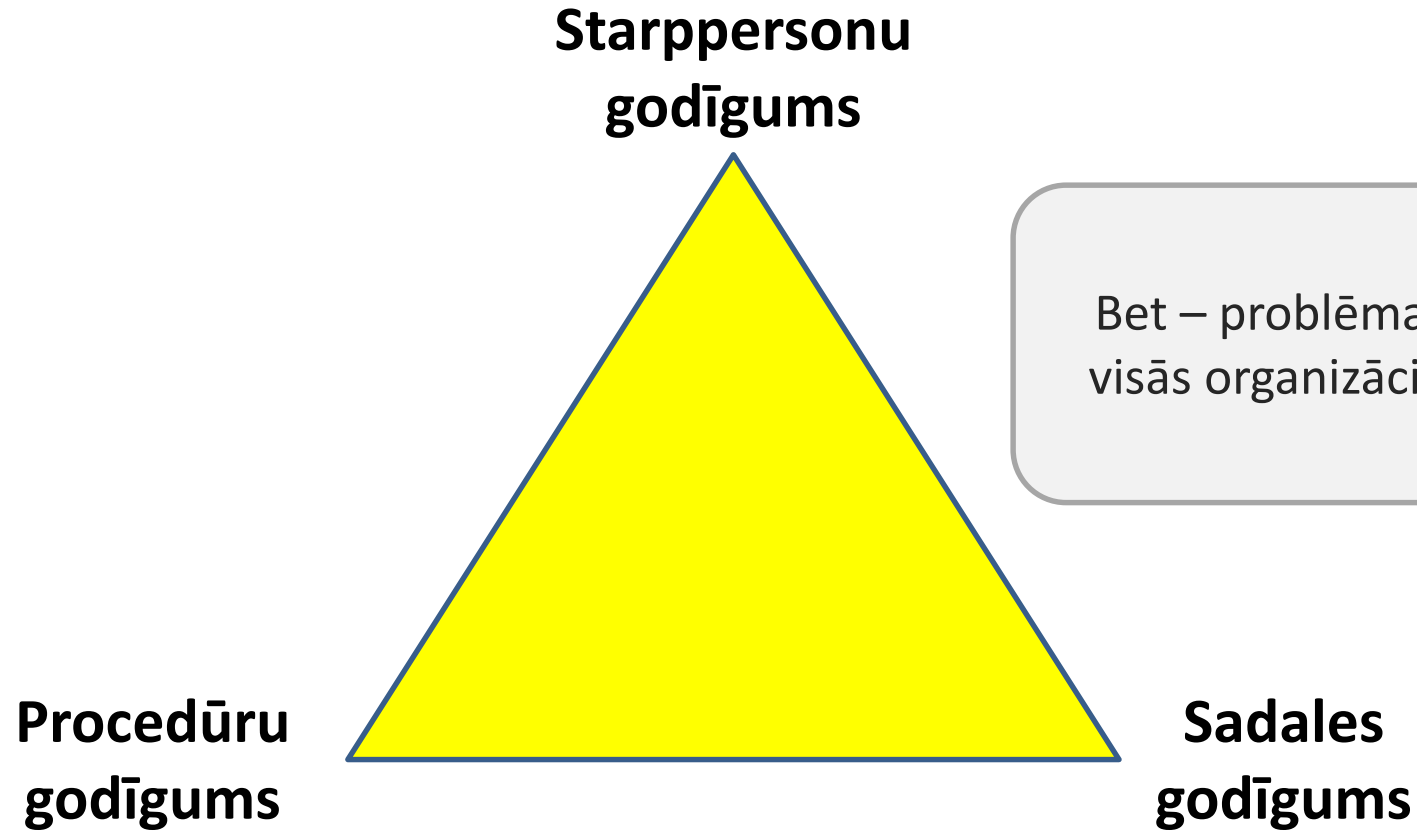 Starppersonu
godīgums
Bet – problēma
visās organizāci
Procedūru
godīgums
Sadales
godīgums